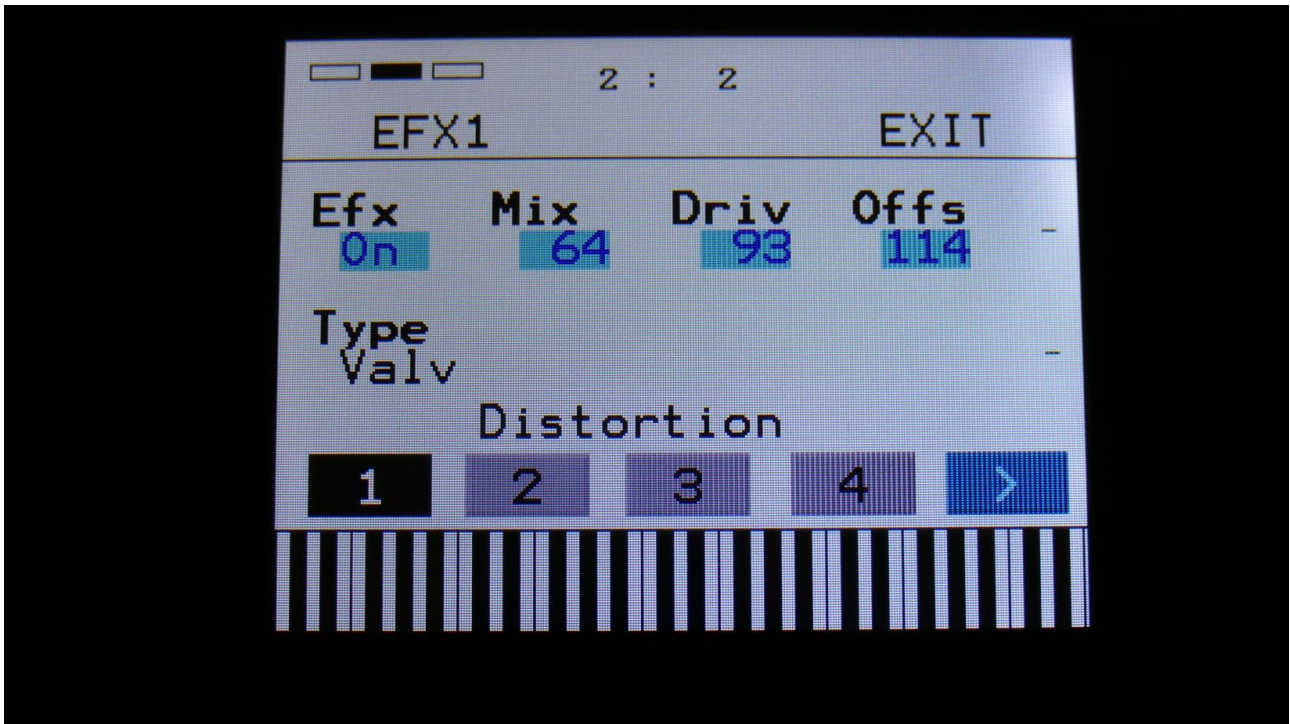 2 : 2
EFX1 EXIT
Efx Mix Driv Offs -
On 64 93 114
Type
Valv -
Distortion
1 2 3 4 >